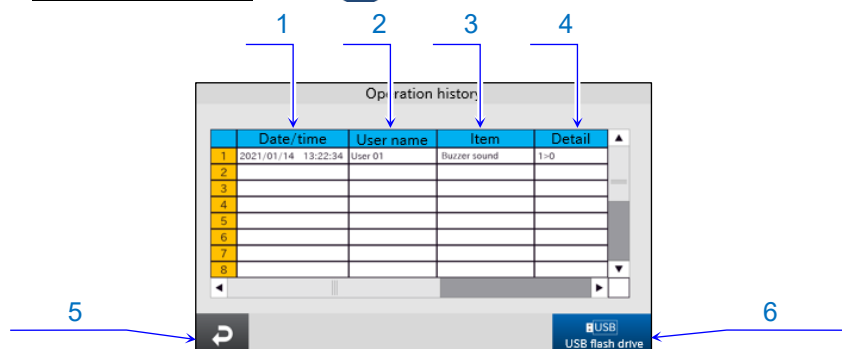 1 2 3 4
Operation history
Date/time User name Item Detail
1 2021/01/14 13:22:34 User 01 Buzzer sound 1>0
2
3
4
5
6
7
8
5 6
USB
USB flash drive